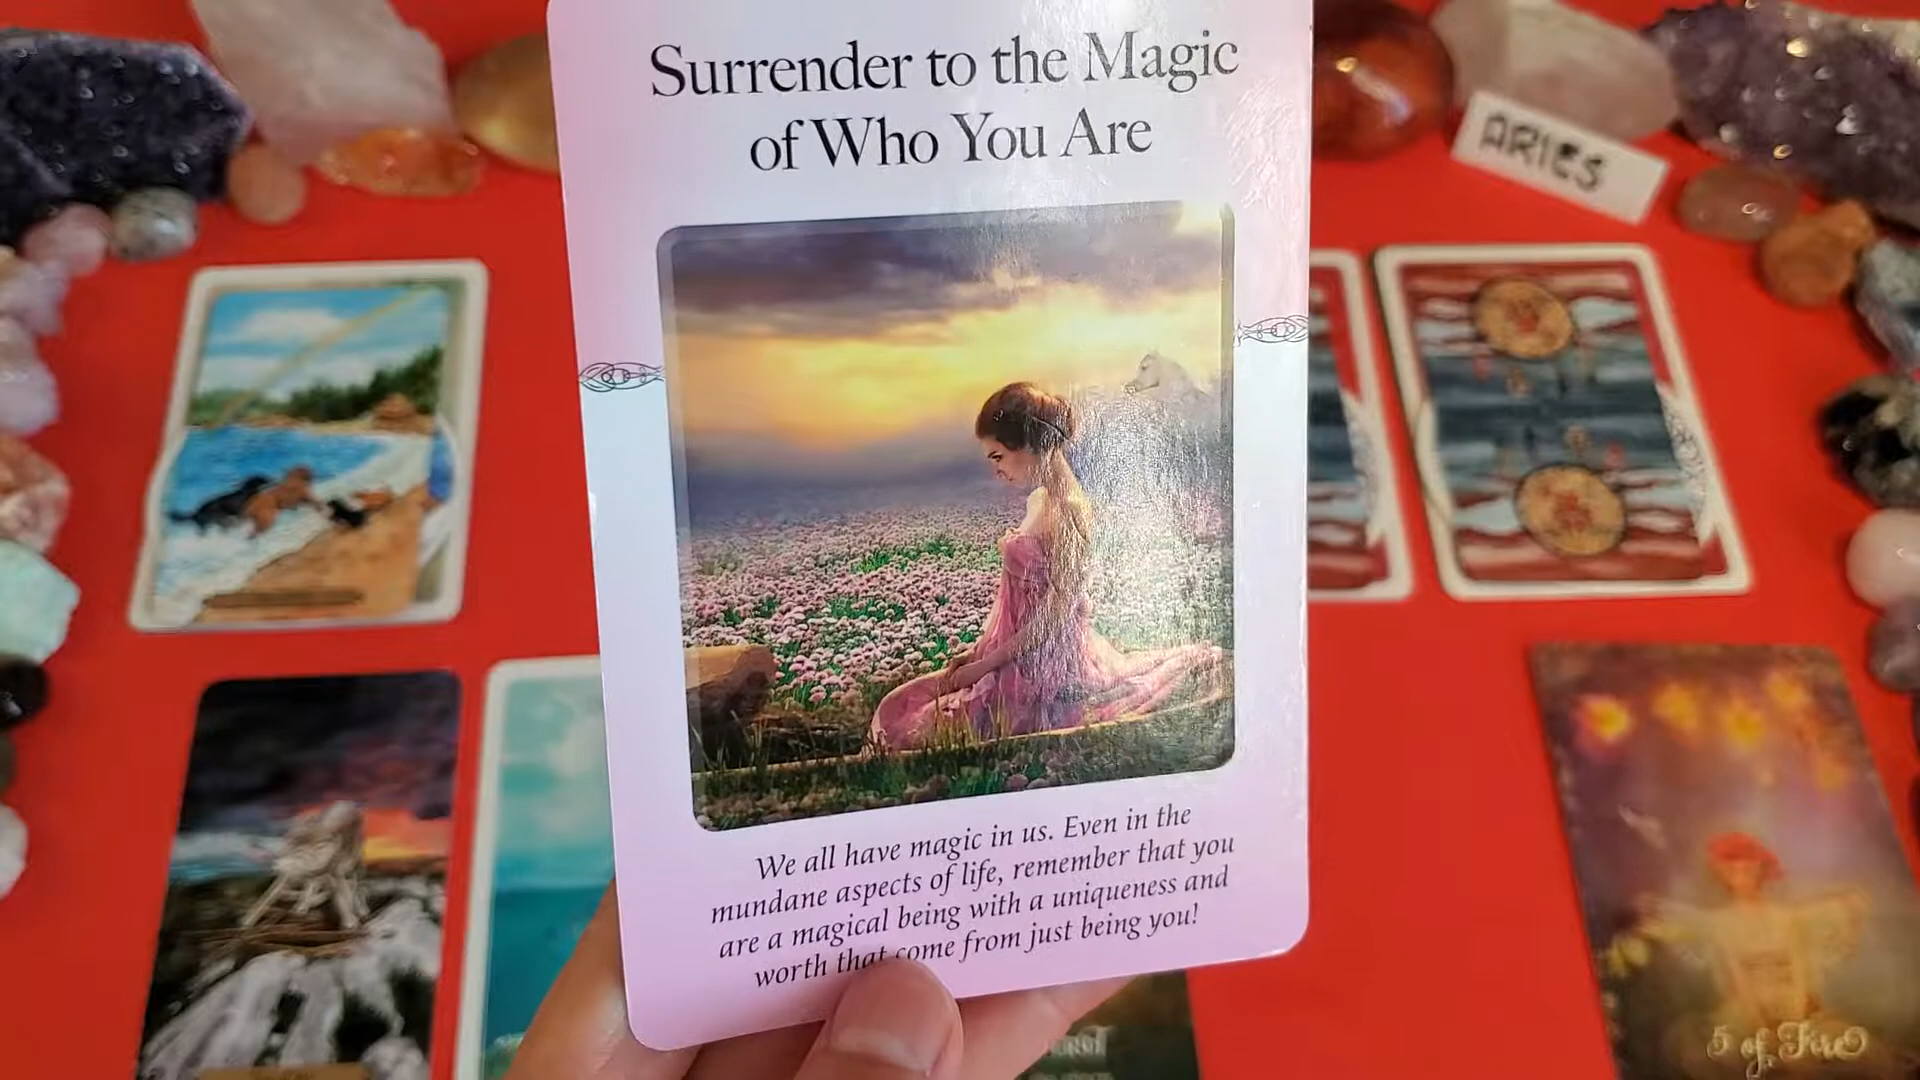 Surrender to the Magic
of Who You Are
ARIES
We all have magic in us. Even in the
mundane aspects of life, remember that you
are a magical being with a uniqueness and
worth that come from just being you!
5 of Fire